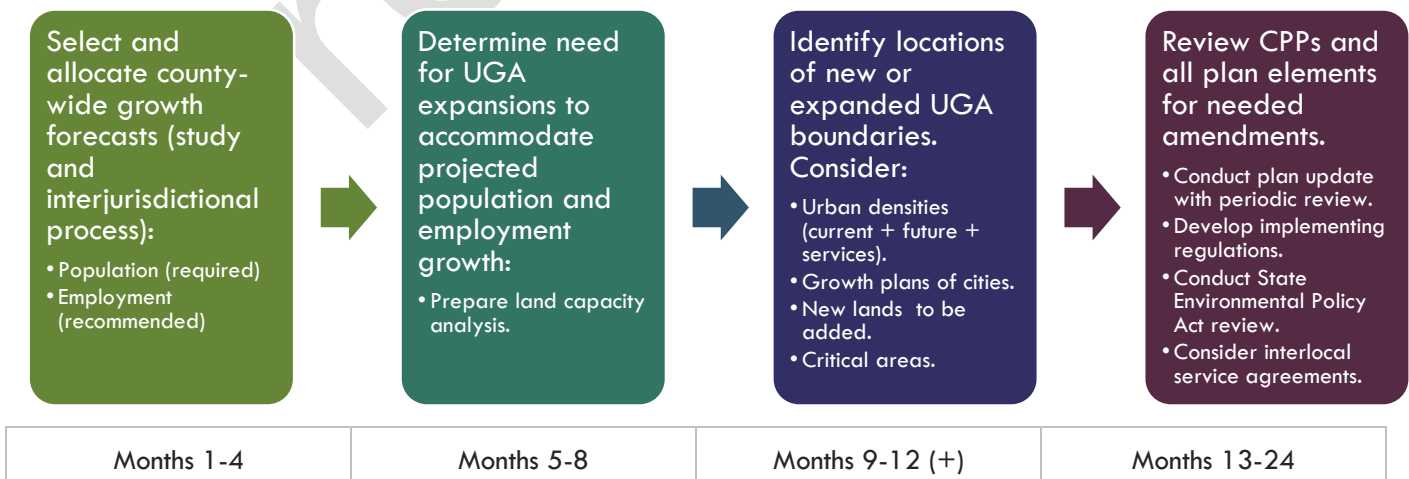 Select and
allocate county-
wide growth
forecasts (study
and
interjurisdictional
process):
• Population (required)
• Employment
(recommended)
Determine need
for UGA
expansions to
accommodate
projected
population and
employment
growth:
• Prepare land capacity
analysis.
Identify locations
of new or
expanded UGA
boundaries.
Consider:
• Urban densities
(current + future +
services).
• Growth plans of cities.
• New lands to be
added.
• Critical areas.
Review CPPs and
all plan elements
for needed
amendments.
• Conduct plan update
with periodic review.
• Develop implementing
regulations.
• Conduct State
Environmental Policy
Act review.
• Consider interlocal
service agreements.
Months 1-4
Months 5-8
Months 9-12 (+)
Months 13-24